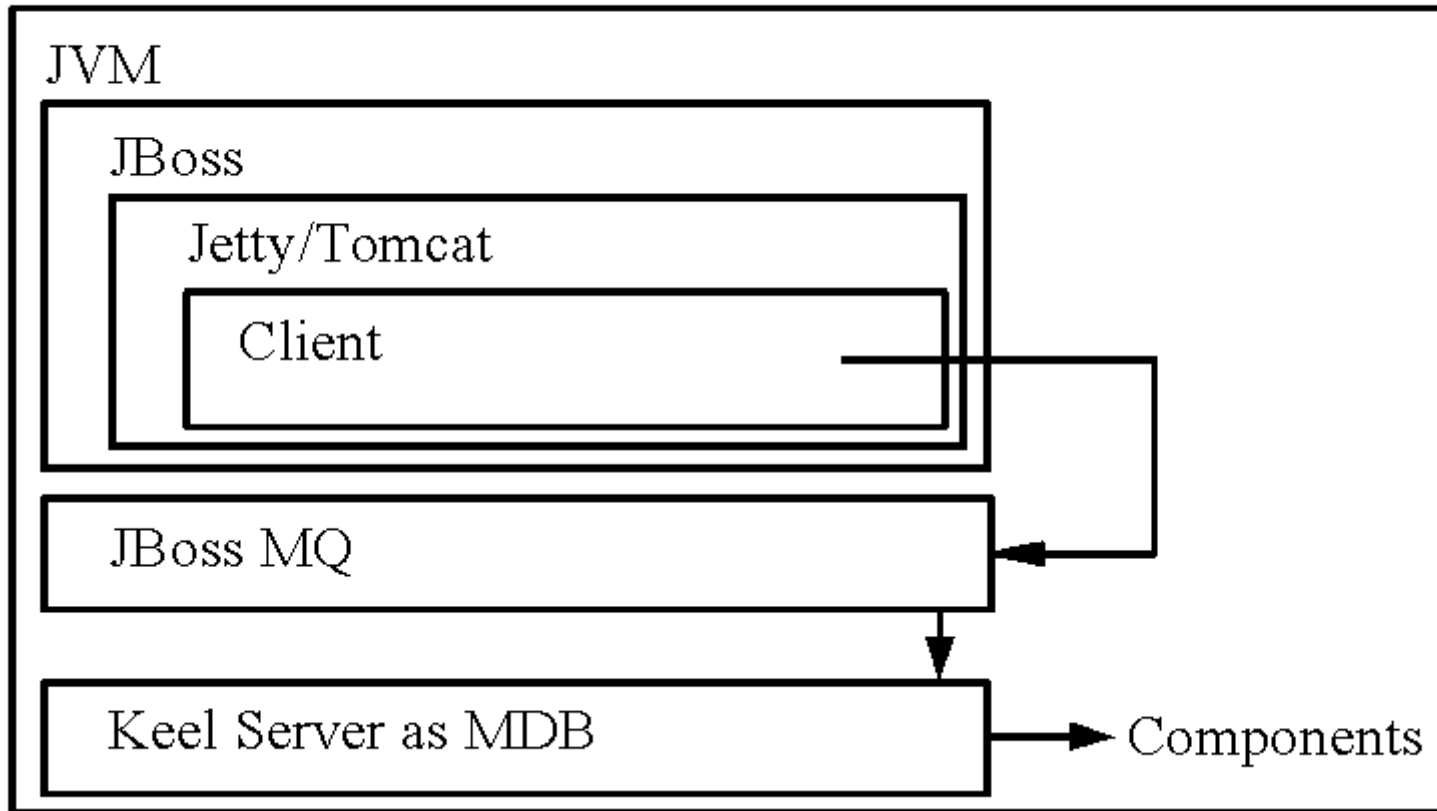 JVM
JBoss
Jetty/Tomcat
Client
JBoss MQ
Keel Server as MDB
Components